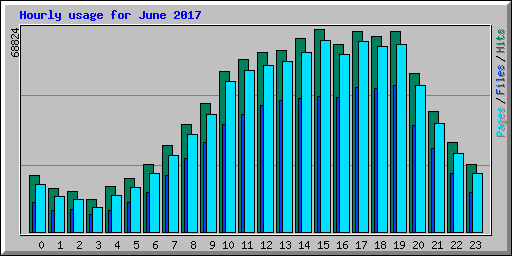 Hourly usage for June 2017
68824
Pages / Files / Hits
0 1 2 3 4 5 6 7 8 9 10 11 12 13 14 15 16 17 18 19 20 21 22 23